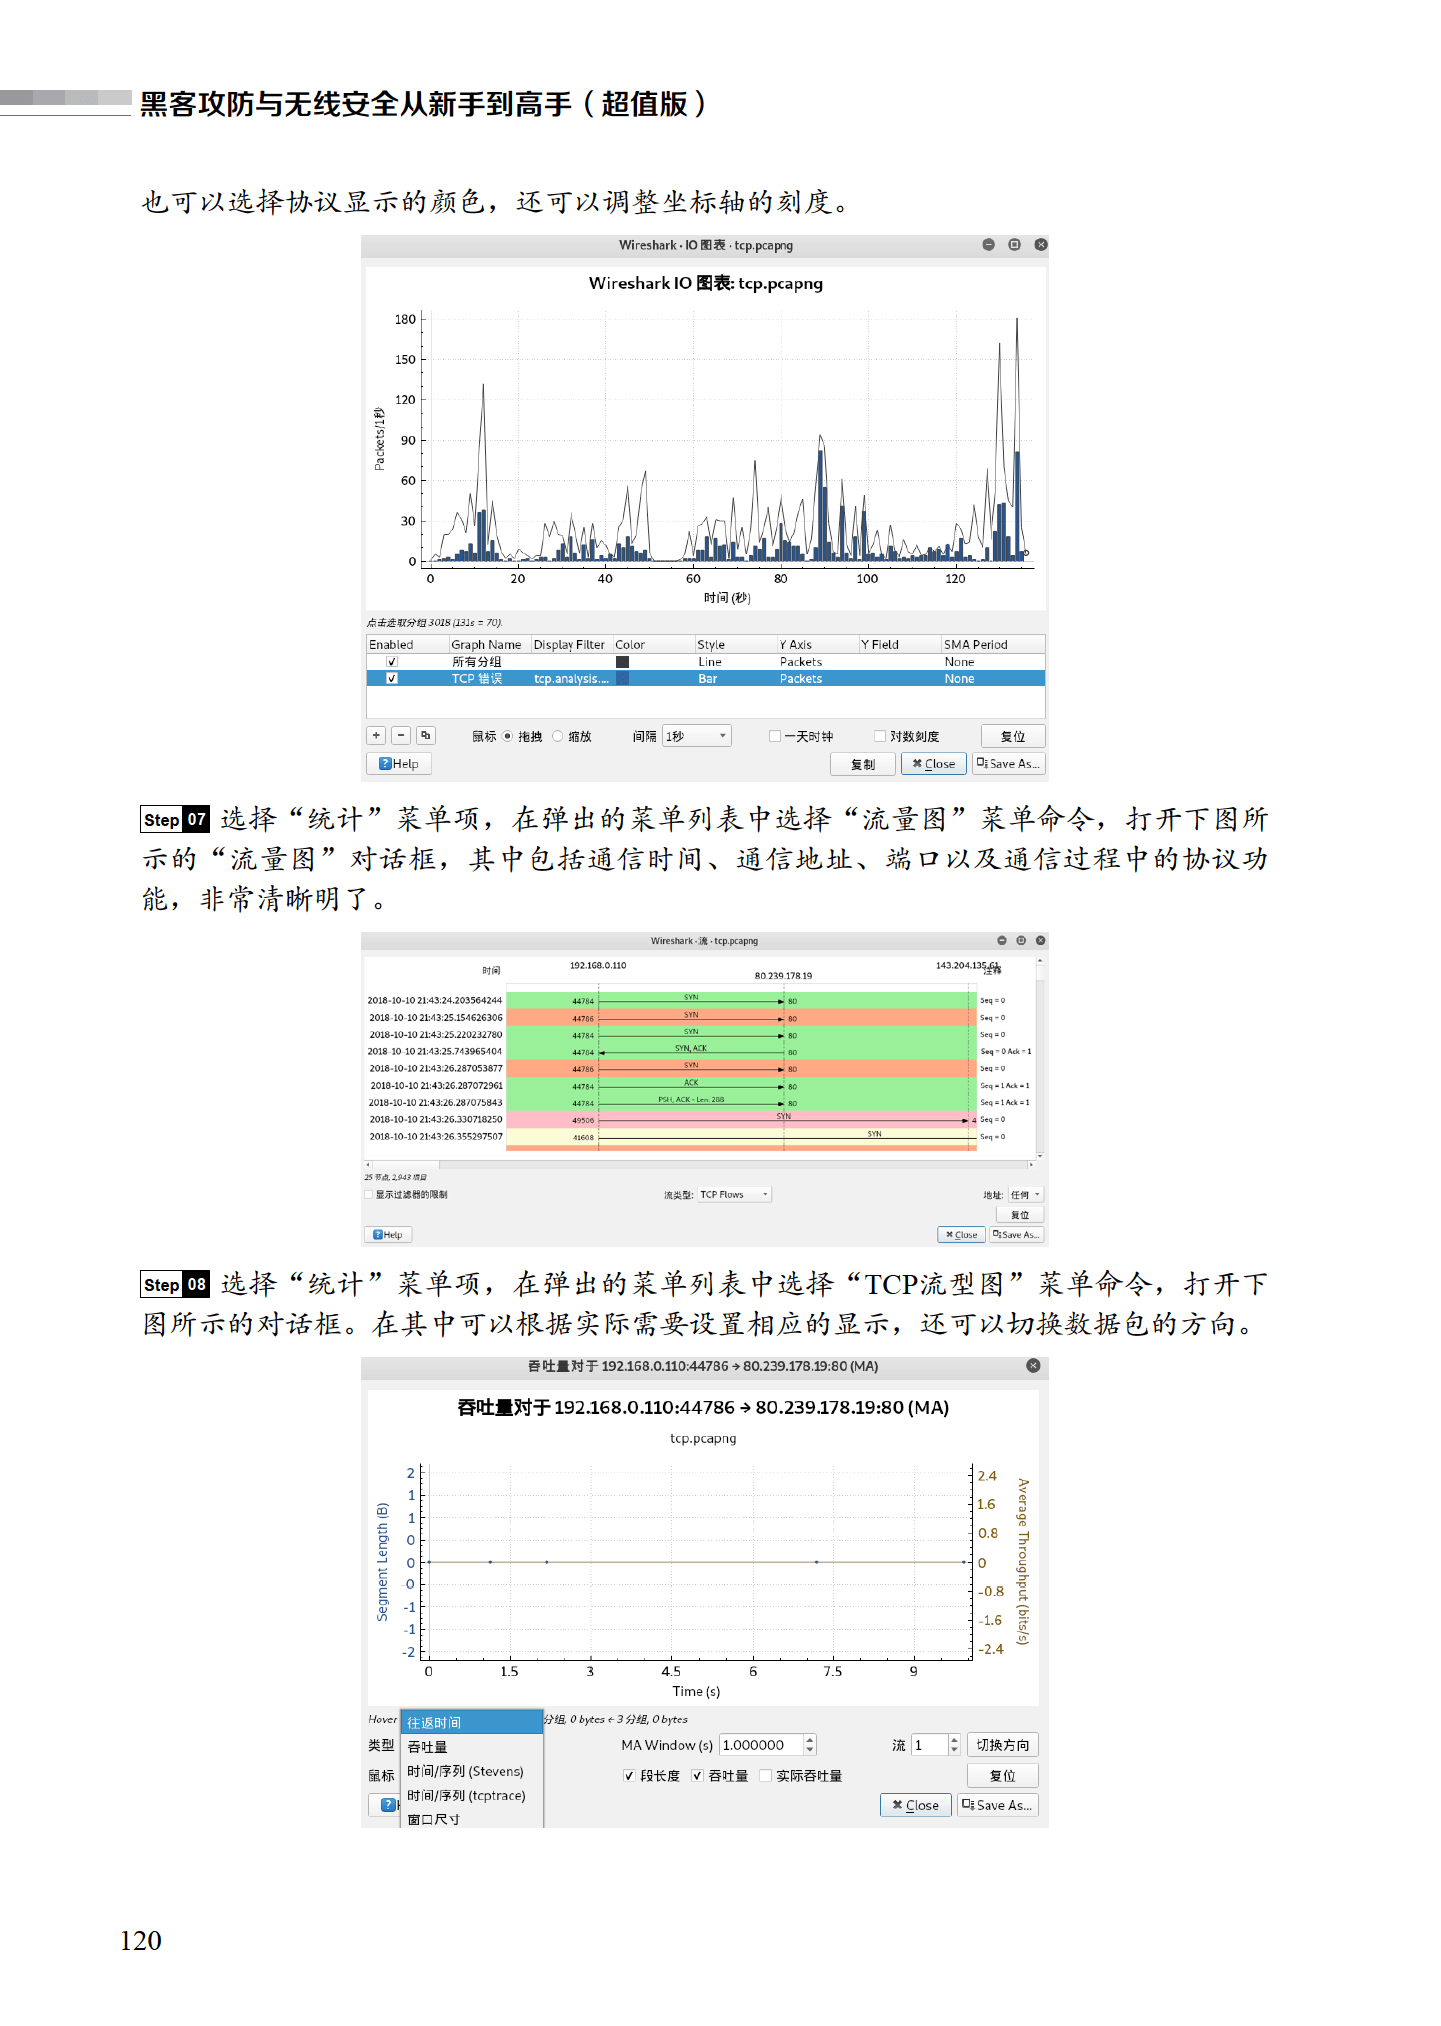 黑客攻防与无线安全从新手到高手（超值版）
也可以选择协议显示的颜色，还可以调整坐标轴的刻度。
Wireshark · IO 图表 · tcp.pcapng
Wireshark IO 图表: tcp.pcapng
180
150
120
90
60
30
0
Packets/1秒
0 20 40 60 80 100 120
时间 (秒)
点击选取分组 3018 (131s = 70).
Enabled Graph Name Display Filter Color Style Y Axis Y Field SMA Period
所有分组 Line Packets None
TCP 错误 tcp.analysis.... Bar Packets None
+ − 鼠标 拖拽 缩放 间隔 1秒 一天时钟 对数刻度 复位
Help 复制 Close Save As...
Step 07 选择“统计”菜单项，在弹出的菜单列表中选择“流量图”菜单命令，打开下图所
示的“流量图”对话框，其中包括通信时间、通信地址、端口以及通信过程中的协议功
能，非常清晰明了。
Wireshark · 流 · tcp.pcapng
时间 192.168.0.110 80.239.178.19 143.204.135.61 注释
2018-10-10 21:43:24.203564244 44784 SYN 80 Seq = 0
2018-10-10 21:43:25.154626306 44786 SYN 80 Seq = 0
2018-10-10 21:43:25.220232780 44784 SYN 80 Seq = 0
2018-10-10 21:43:25.743965404 44784 SYN, ACK 80 Seq = 0 Ack = 1
2018-10-10 21:43:26.287053877 44786 SYN 80 Seq = 0
2018-10-10 21:43:26.287072961 44784 ACK 80 Seq = 1 Ack = 1
2018-10-10 21:43:26.287075843 44784 PSH, ACK - Len: 288 80 Seq = 1 Ack = 1
2018-10-10 21:43:26.330718250 49506 SYN 4 Seq = 0
2018-10-10 21:43:26.355297507 41608 SYN Seq = 0
25 节点, 2,943 项目
显示过滤器的限制 流类型: TCP Flows 地址: 任何
复位
Help Close Save As...
Step 08 选择“统计”菜单项，在弹出的菜单列表中选择“TCP流型图”菜单命令，打开下
图所示的对话框。在其中可以根据实际需要设置相应的显示，还可以切换数据包的方向。
吞吐量对于 192.168.0.110:44786 → 80.239.178.19:80 (MA)
吞吐量对于 192.168.0.110:44786 → 80.239.178.19:80 (MA)
tcp.pcapng
2
1
1
0
0
-0
-1
-1
-2
Segment Length (B)
2.4
1.6
0.8
0
-0.8
-1.6
-2.4
Average Throughput (bits/s)
0 1.5 3 4.5 6 7.5 9
Time (s)
Hover 往返时间 分组, 0 bytes ← 3 分组, 0 bytes
类型 吞吐量 MA Window (s) 1.000000 流 1 切换方向
鼠标 时间/序列 (Stevens) 段长度 吞吐量 实际吞吐量 复位
时间/序列 (tcptrace) Close Save As...
窗口尺寸
120